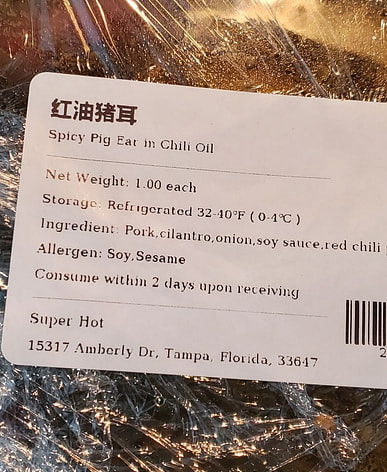 红油猪耳
Spicy Pig Ear in Chili Oil
Net Weight: 1.00 each
Storage: Refrigerated 32-40°F ( 0-4℃ )
Ingredient: Pork,cilantro,onion,soy sauce,red chili
Allergen: Soy,Sesame
Consume within 2 days upon receiving
Super Hot
15317 Amberly Dr, Tampa, Florida, 33647
2